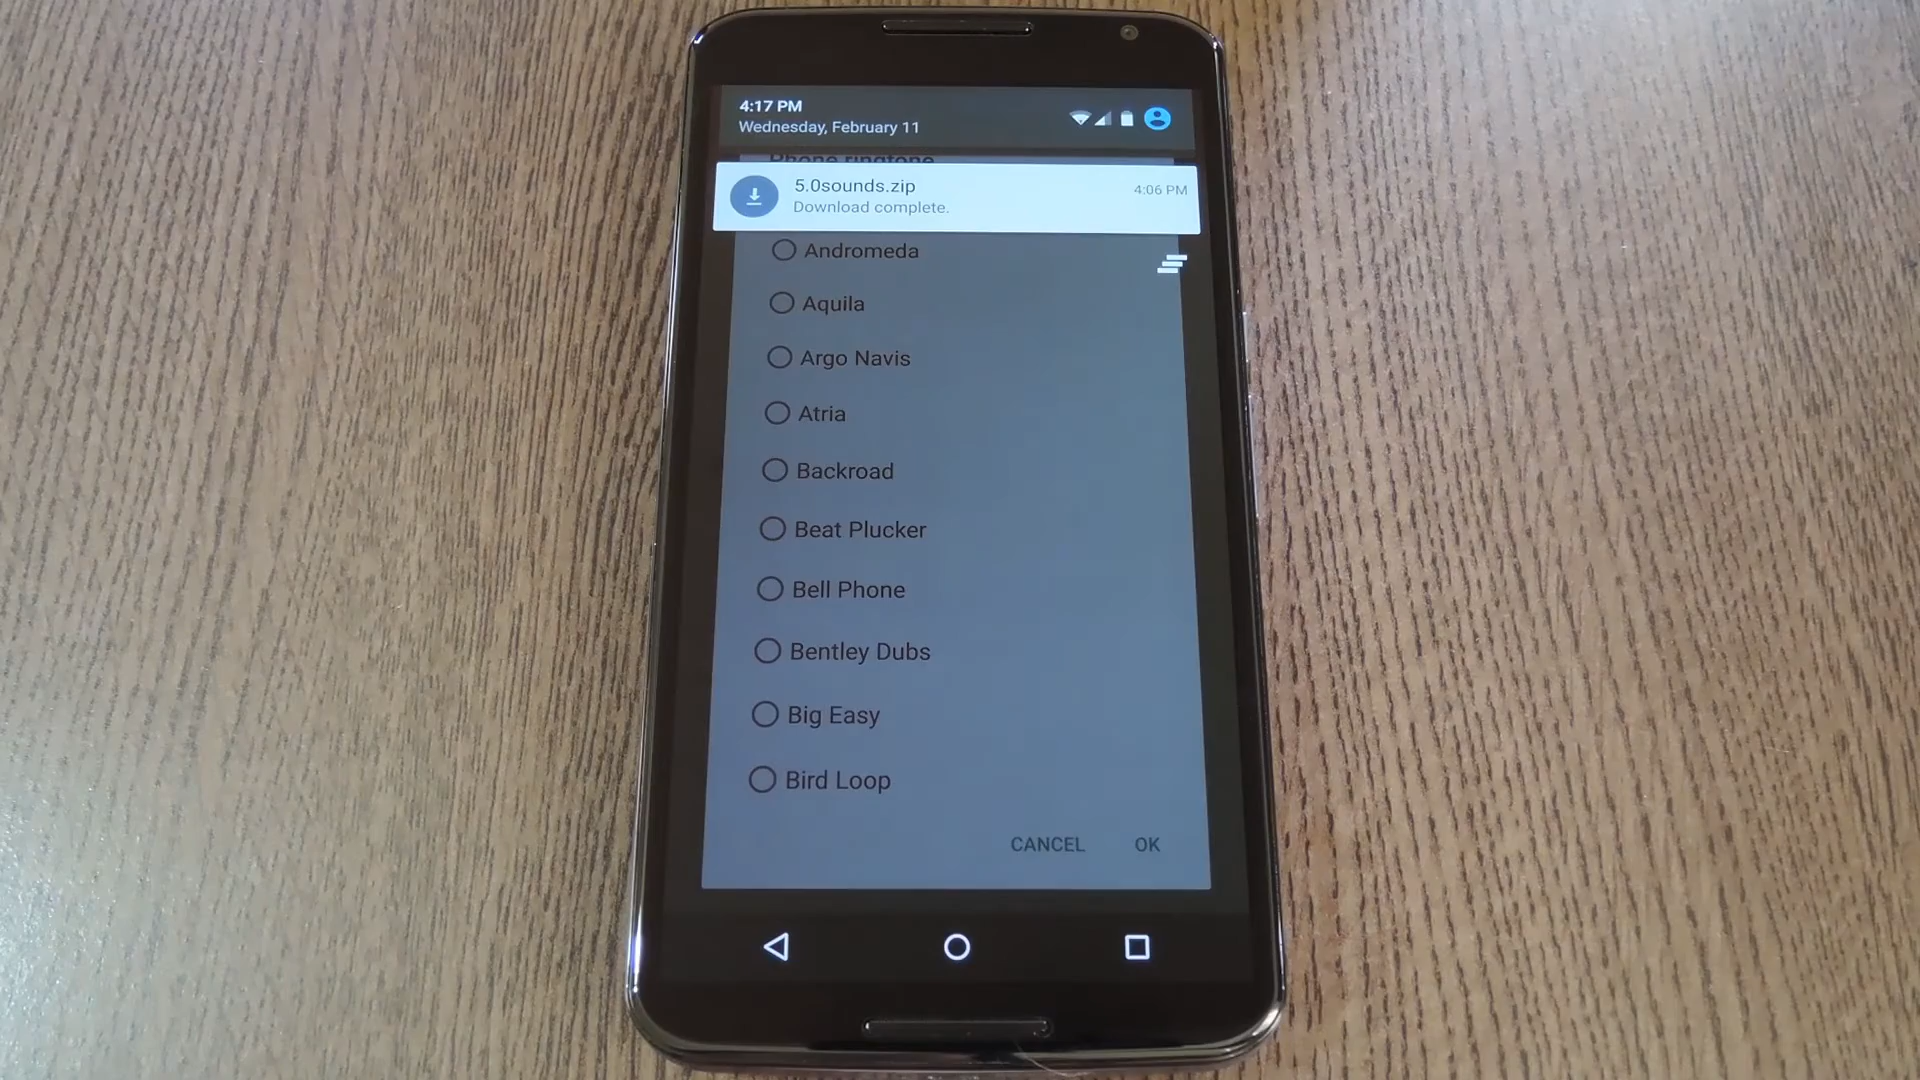 4:17 PM
Wednesday, February 11
Phone ringtone
5.0sounds.zip
4:06 PM
Download complete.
Andromeda
Aquila
Argo Navis
Atria
Backroad
Beat Plucker
Bell Phone
Bentley Dubs
Big Easy
Bird Loop
CANCEL
OK